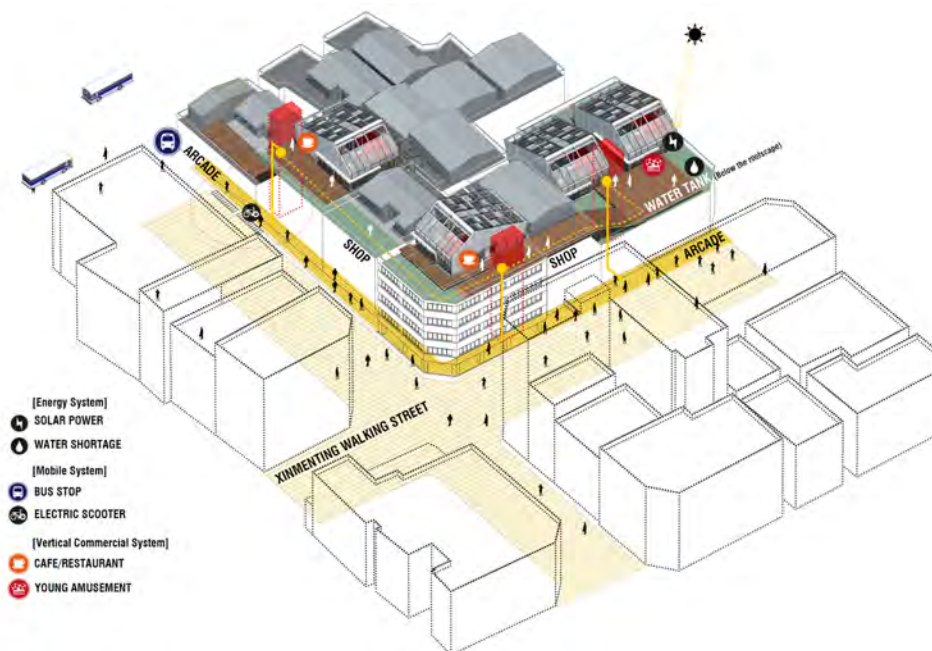 ARCADE
SHOP
SHOP
ARCADE
WATER TANK (Below the rindscape)
XINMENTING WALKING STREET
[Energy System]
SOLAR POWER
WATER SHORTAGE
[Mobile System]
BUS STOP
ELECTRIC SCOOTER
[Vertical Commercial System]
CAFE/RESTAURANT
YOUNG AMUSEMENT